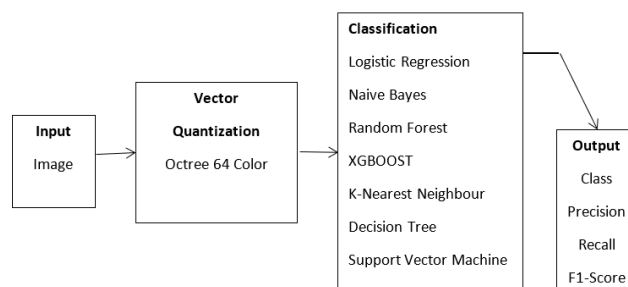 Input
Image
Vector
Quantization
Octree 64 Color
Classification
Logistic Regression
Naive Bayes
Random Forest
XGBOOST
K-Nearest Neighbour
Decision Tree
Support Vector Machine
Output
Class
Precision
Recall
F1-Score